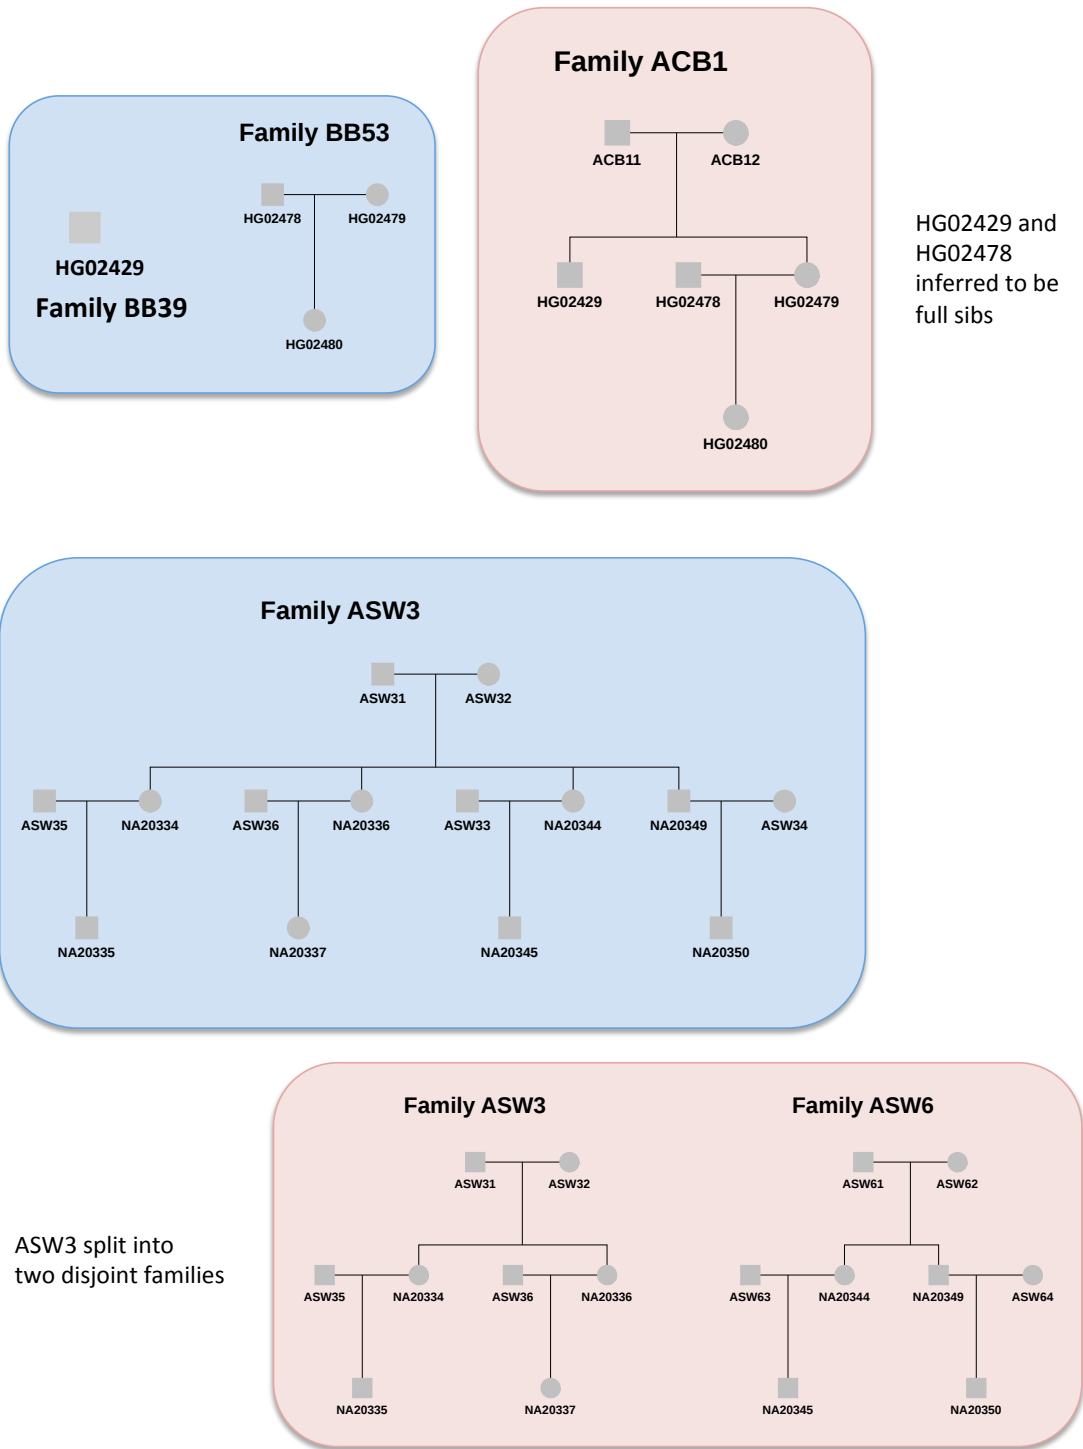 Family BB53
HG02478 HG02479
HG02480
HG02429
Family BB39
Family ACB1
ACB11 ACB12
HG02429 HG02478 HG02479
HG02480
HG02429 and
HG02478
inferred to be
full sibs
Family ASW3
ASW31 ASW32
ASW35 NA20334 ASW36 NA20336 ASW33 NA20344 NA20349 ASW34
NA20335 NA20337 NA20345 NA20350
ASW3 split into
two disjoint families
Family ASW3
ASW31 ASW32
ASW35 NA20334 ASW36 NA20336
NA20335 NA20337
Family ASW6
ASW61 ASW62
ASW63 NA20344 NA20349 ASW64
NA20345 NA20350